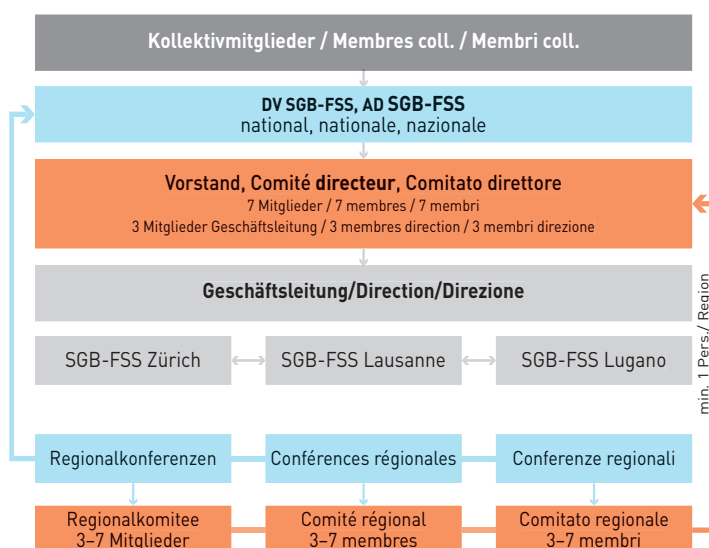 Kollektivmitglieder / Membres coll. / Membri coll.
DV SGB-FSS, AD SGB-FSS
national, nationale, nazionale
Vorstand, Comité directeur, Comitato direttore
7 Mitglieder / 7 membres / 7 membri
3 Mitglieder Geschäftsleitung / 3 membres direction / 3 membri direzione
Geschäftsleitung/Direction/Direzione
min. 1 Pers./ Region
SGB-FSS Zürich
SGB-FSS Lausanne
SGB-FSS Lugano
Regionalkonferenzen
Conférences régionales
Conferenze regionali
Regionalkomitee
3–7 Mitglieder
Comité régional
3–7 membres
Comitato regionale
3–7 membri